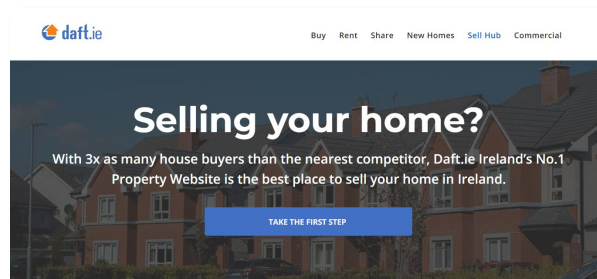 daft.ie
Buy Rent Share New Homes Sell Hub Commercial
Selling your home?
With 3x as many house buyers than the nearest competitor, Daft.ie Ireland's No.1
Property Website is the best place to sell your home in Ireland.
TAKE THE FIRST STEP